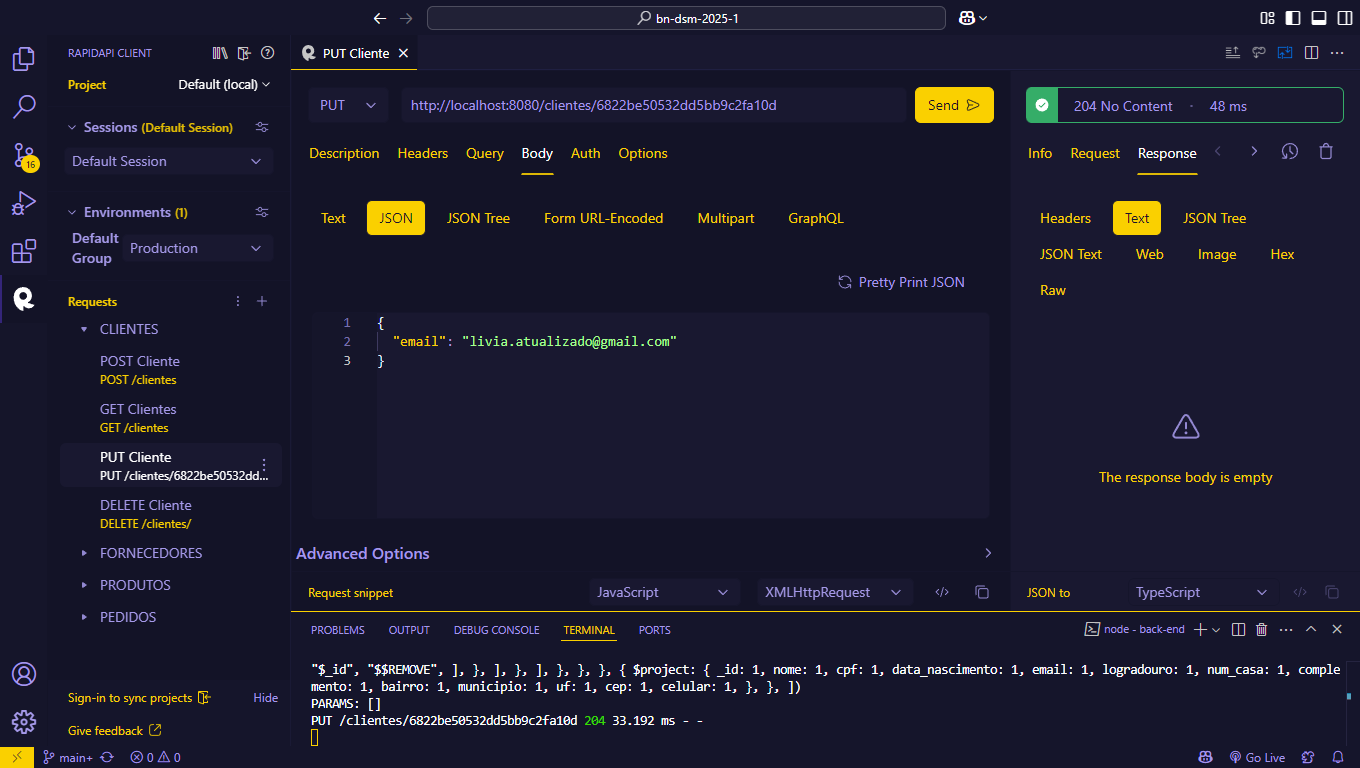 bn-dsm-2025-1
RAPIDAPI CLIENT
Project
Default (local)
Sessions (Default Session)
Default Session
Environments (1)
Default Group
Production
Requests
CLIENTES
POST Cliente
POST /clientes
GET Clientes
GET /clientes
PUT Cliente
PUT /clientes/6822be50532dd...
DELETE Cliente
DELETE /clientes/
FORNECEDORES
PRODUTOS
PEDIDOS
Sign-in to sync projects
Hide
Give feedback
16
PUT Cliente
PUT
http://localhost:8080/clientes/6822be50532dd5bb9c2fa10d
Send
Description Headers Query Body Auth Options
Text JSON JSON Tree Form URL-Encoded Multipart GraphQL
Pretty Print JSON
1 {
2 "email": "livia.atualizado@gmail.com"
3 }
Advanced Options
Request snippet
JavaScript
XMLHttpRequest
204 No Content · 48 ms
Info Request Response
Headers Text JSON Tree
JSON Text Web Image Hex
Raw
The response body is empty
JSON to
TypeScript
PROBLEMS OUTPUT DEBUG CONSOLE TERMINAL PORTS
node - back-end
"$_id", "$$REMOVE", ], }, ], }, ], }, }, }, { $project: { _id: 1, nome: 1, cpf: 1, data_nascimento: 1, email: 1, logradouro: 1, num_casa: 1, comple
mento: 1, bairro: 1, municipio: 1, uf: 1, cep: 1, celular: 1, }, }, ])
PARAMS: []
PUT /clientes/6822be50532dd5bb9c2fa10d 204 33.192 ms - -
main+
0 0
Go Live